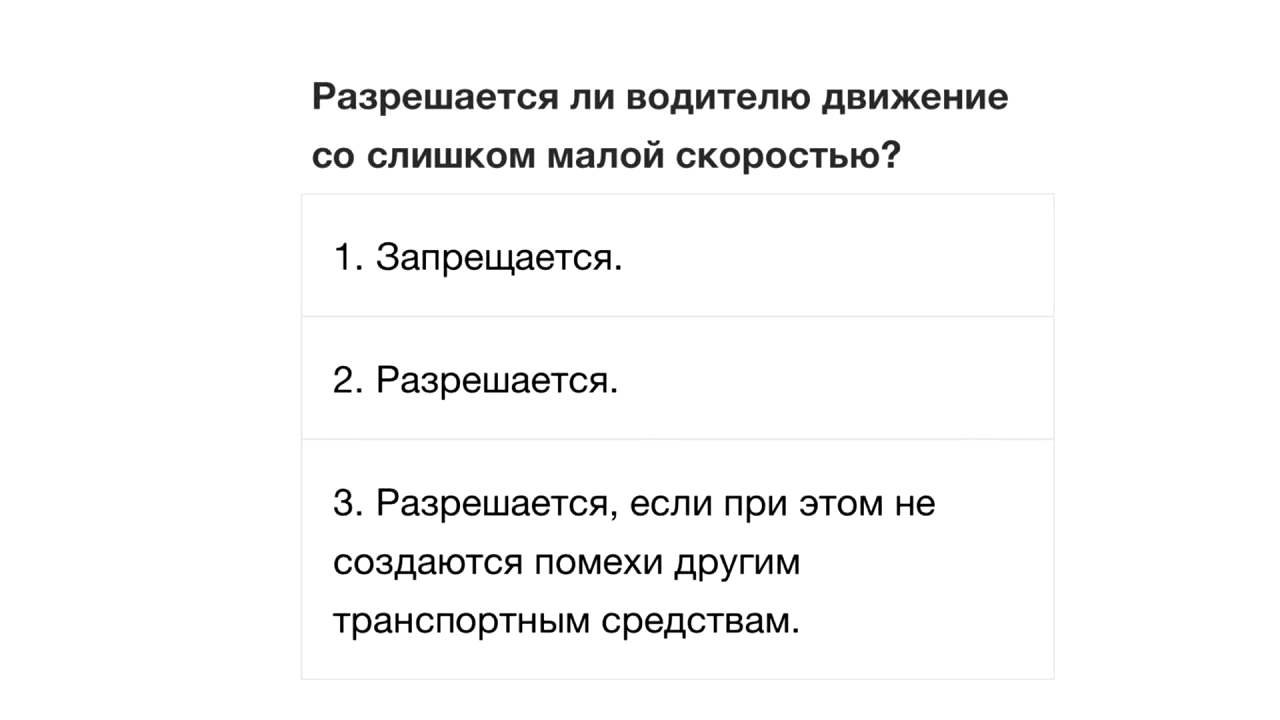 Разрешается ли водителю движение
со слишком малой скоростью?
1. Запрещается.
2. Разрешается.
3. Разрешается, если при этом не
создаются помехи другим
транспортным средствам.